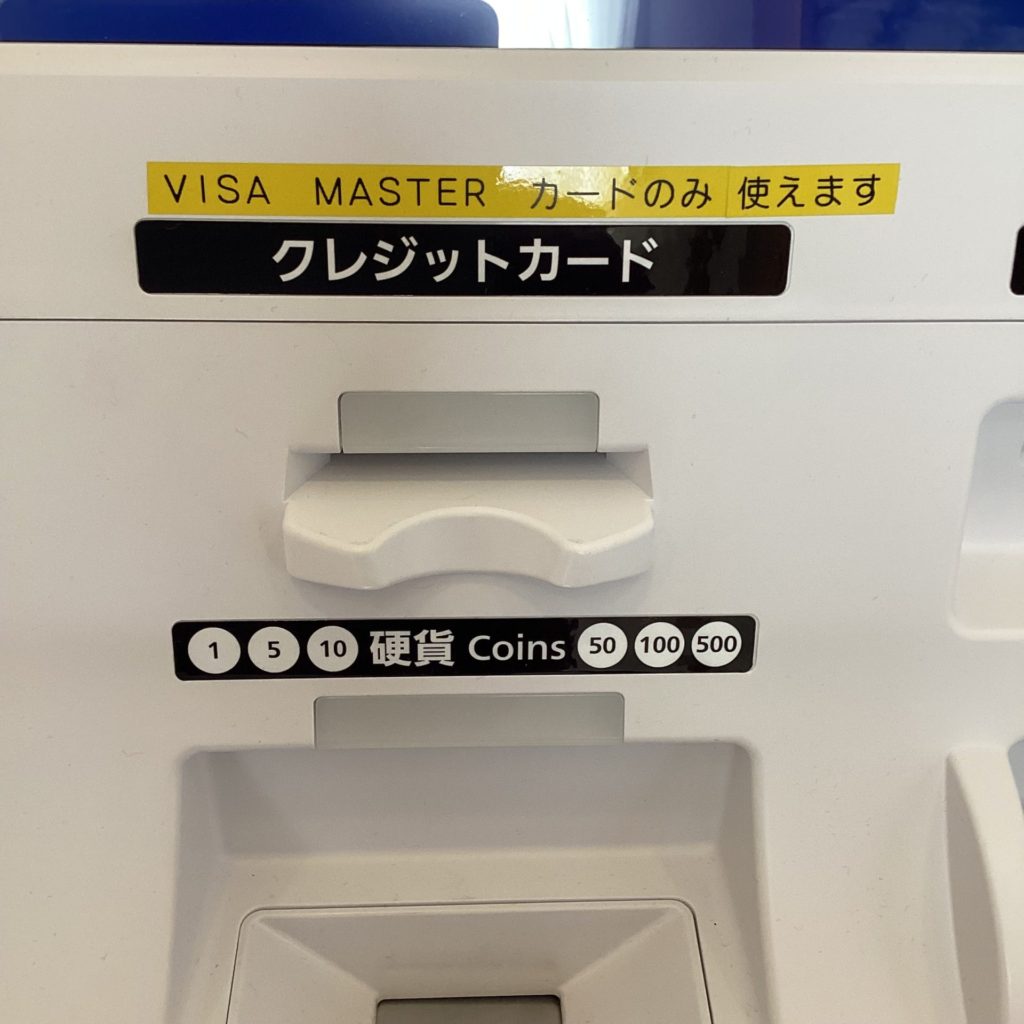 VISA MASTER カードのみ 使えます
クレジットカード
1 5 10 硬貨 Coins 50 100 500